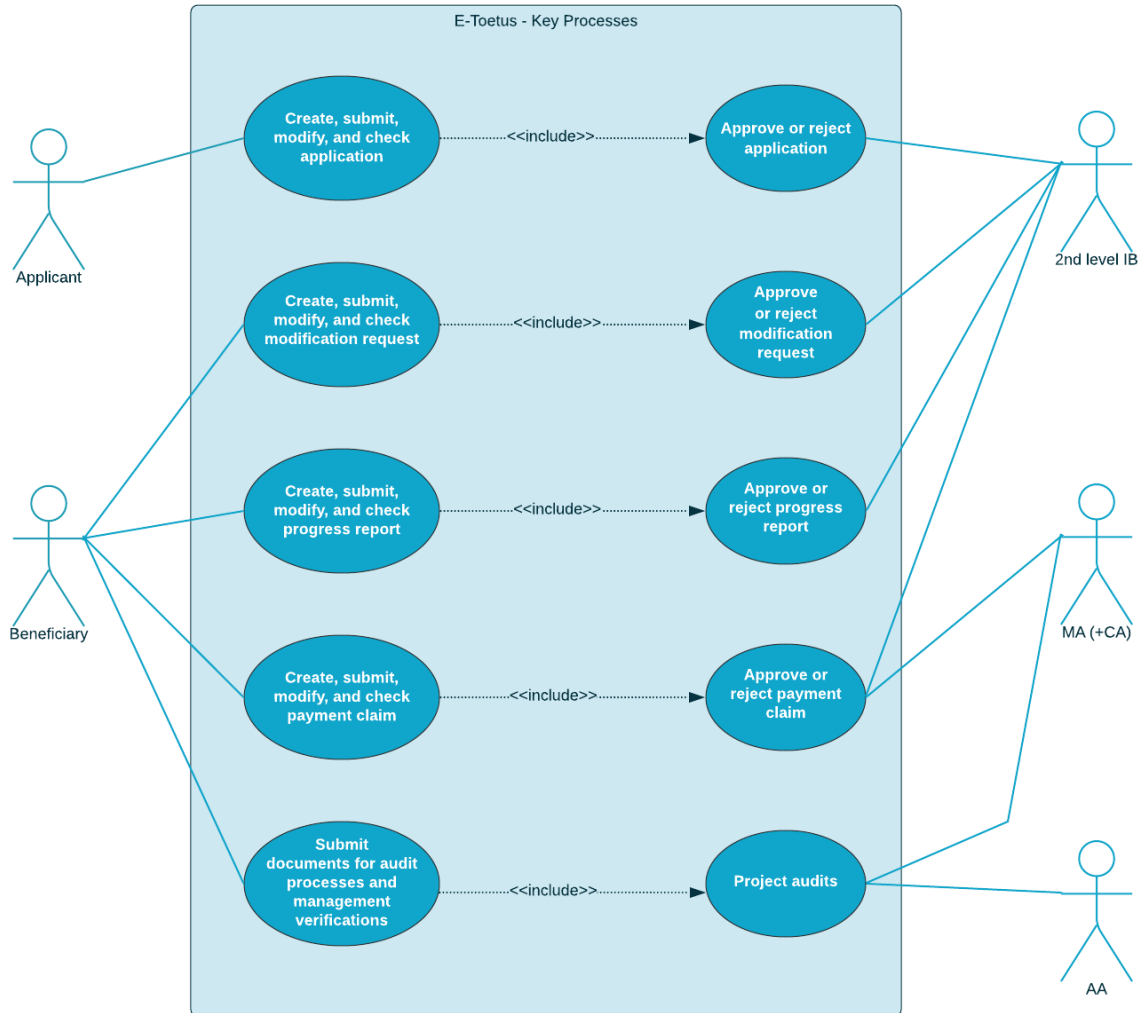 E-Toetus - Key Processes
Create, submit,
modify, and check
application
<<include>>
Approve or reject
application
Applicant
2nd level IB
Create, submit,
modify, and check
modification request
<<include>>
Approve
or reject
modification
request
Create, submit,
modify, and check
progress report
<<include>>
Approve or
reject progress
report
Beneficiary
MA (+CA)
Create, submit,
modify, and check
payment claim
<<include>>
Approve or
reject payment
claim
Submit
documents for audit
processes and
management
verifications
<<include>>
Project audits
AA